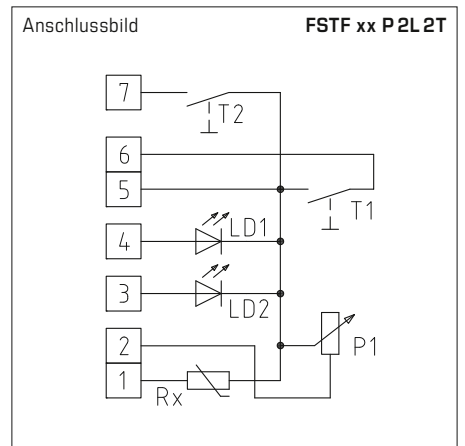 Anschlussbild FSTF xx P 2L 2T
7
T2
6
5
T1
4
LD1
3
LD2
2
P1
1
Rx